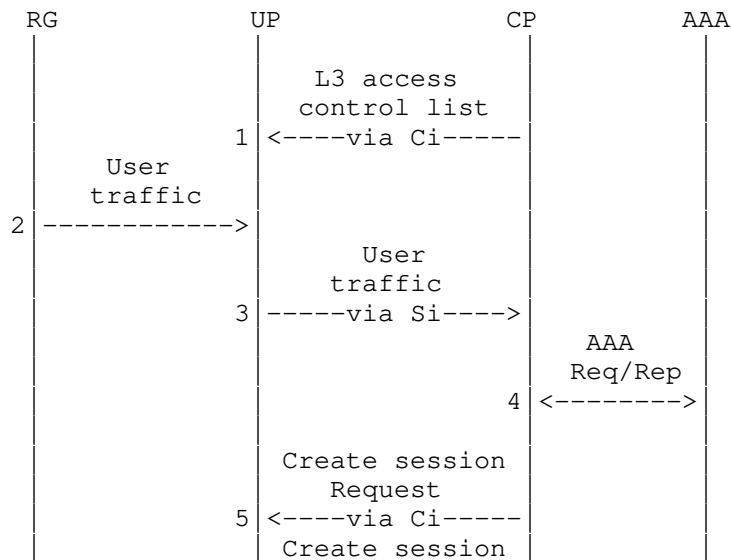 RG UP CP AAA
L3 access
control list
1 <----via Ci-----
User
traffic
2 ------------>
User
traffic
3 -----via Si---->
AAA
Req/Rep
4 <-------->
Create session
Request
5 <----via Ci-----
Create session